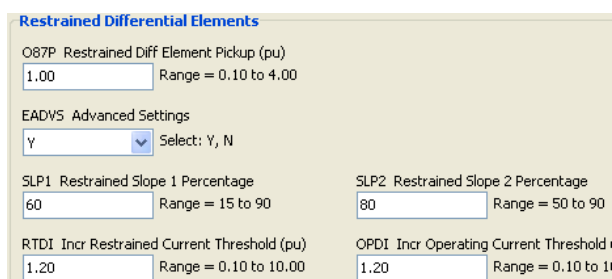 Restrained Differential Elements
O87P Restrained Diff Element Pickup (pu)
1.00 Range = 0.10 to 4.00
EADVS Advanced Settings
Y Select: Y, N
SLP1 Restrained Slope 1 Percentage SLP2 Restrained Slope 2 Percentage
60 Range = 15 to 90 80 Range = 50 to 90
RTDI Incr Restrained Current Threshold (pu) OPDI Incr Operating Current Threshold
1.20 Range = 0.10 to 10.00 1.20 Range = 0.10 to